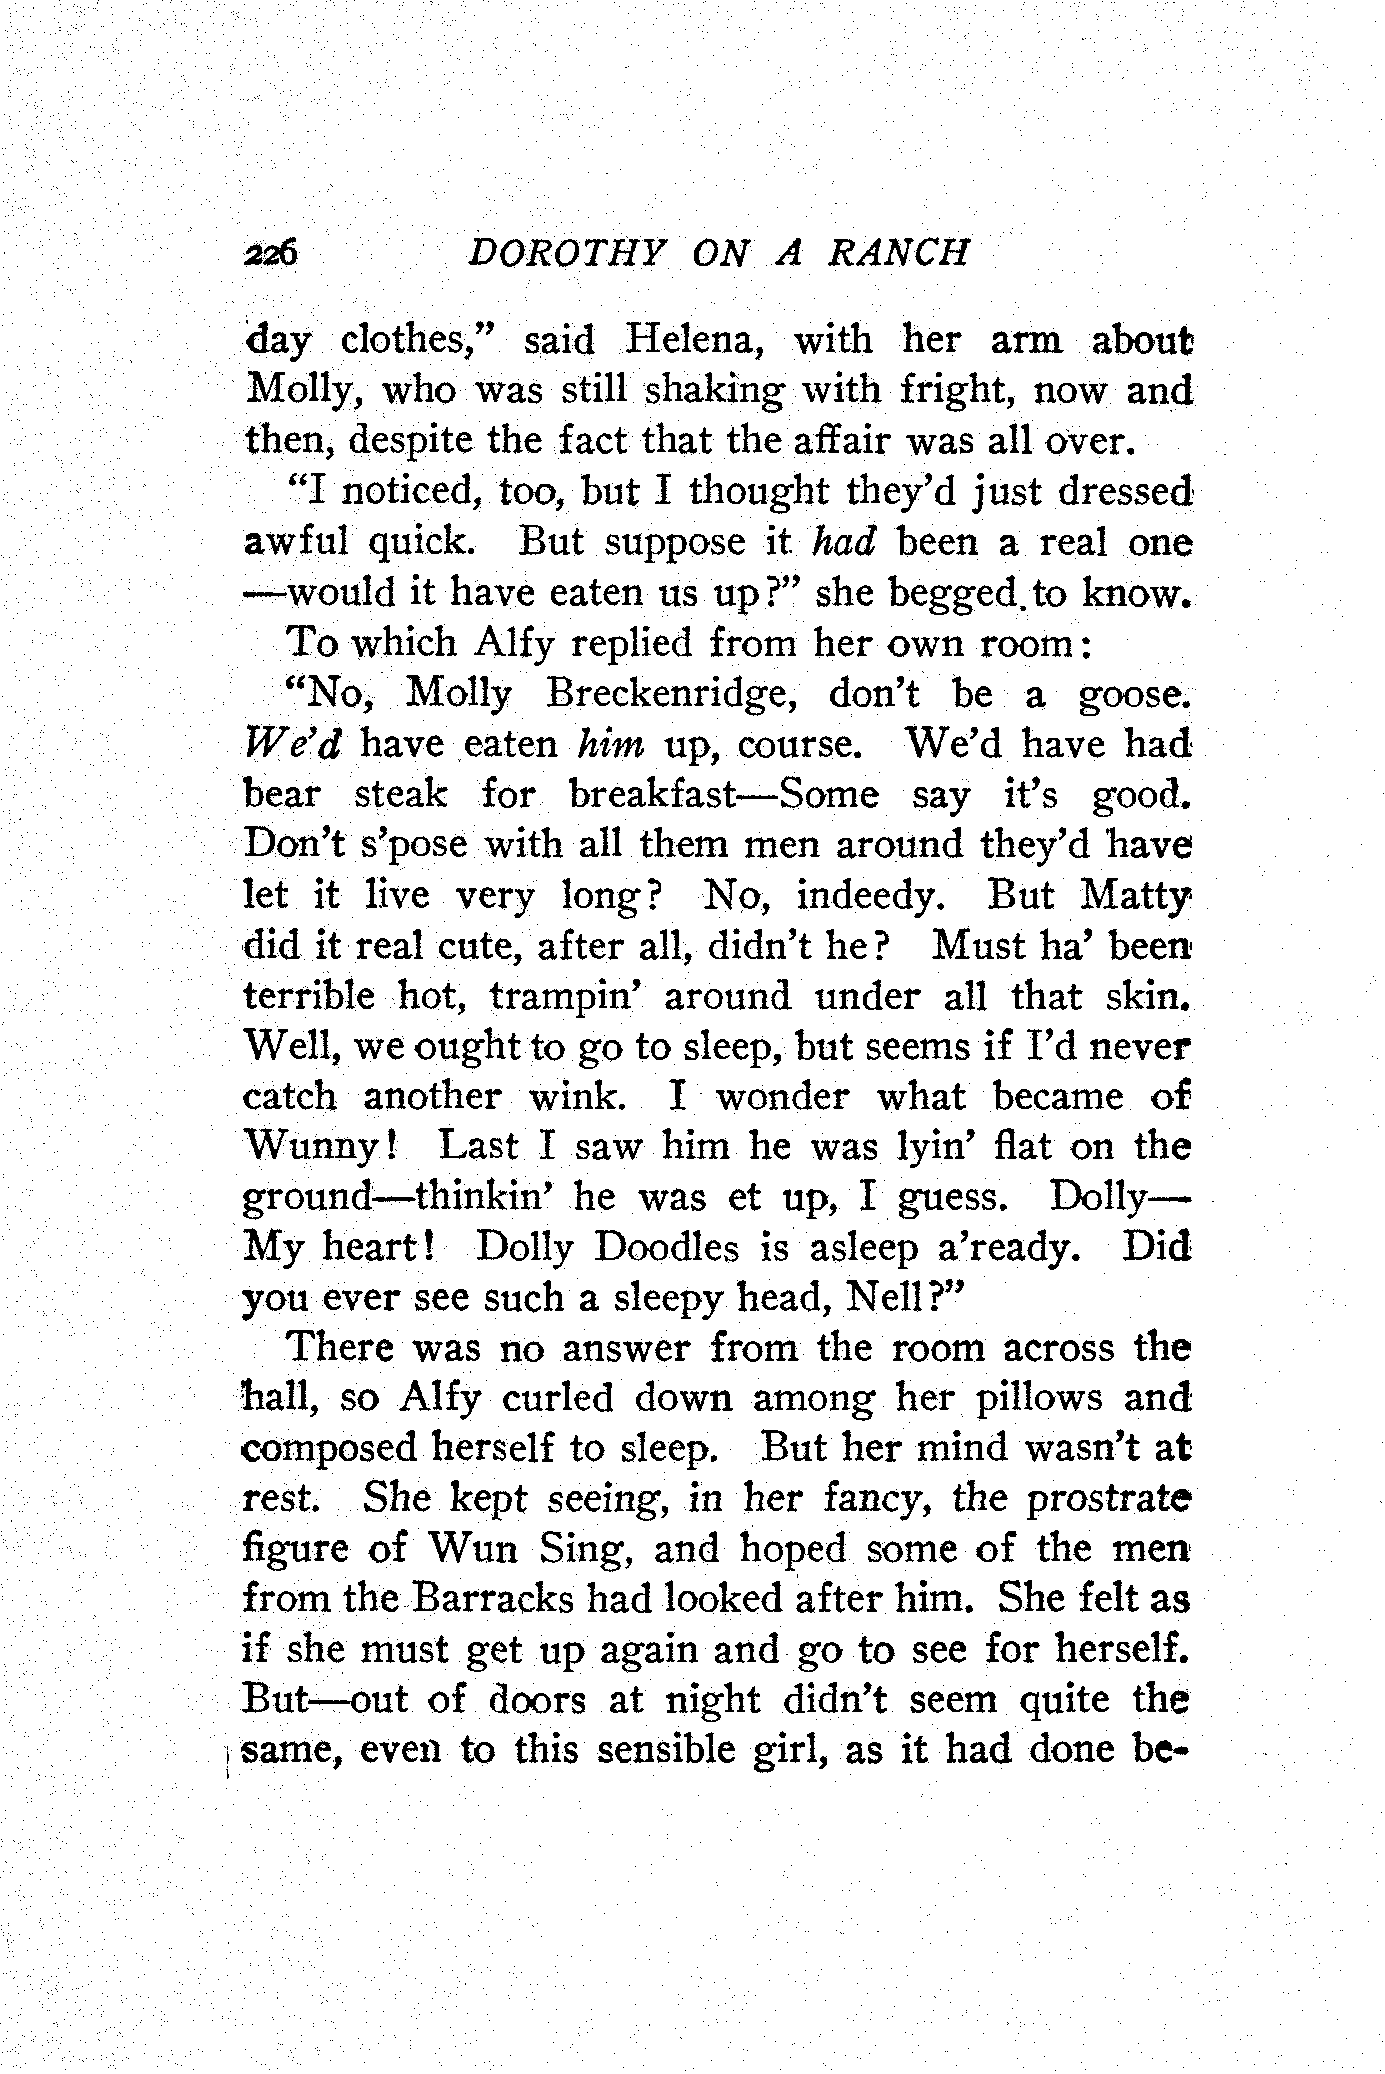 226 DOROTHY ON A RANCH
day clothes,” said Helena, with her arm about
Molly, who was still shaking with fright, now and
then, despite the fact that the affair was all over.
“I noticed, too, but I thought they’d just dressed
awful quick. But suppose it had been a real one
—would it have eaten us up?” she begged to know.
To which Alfy replied from her own room:
“No, Molly Breckenridge, don’t be a goose.
We’d have eaten him up, course. We’d have had
bear steak for breakfast—Some say it’s good.
Don’t s’pose with all them men around they’d have
let it live very long? No, indeedy. But Matty
did it real cute, after all, didn’t he? Must ha’ been
terrible hot, trampin’ around under all that skin.
Well, we ought to go to sleep, but seems if I’d never
catch another wink. I wonder what became of
Wunny! Last I saw him he was lyin’ flat on the
ground—thinkin’ he was et up, I guess. Dolly—
My heart! Dolly Doodles is asleep a’ready. Did
you ever see such a sleepy head, Nell?”
There was no answer from the room across the
hall, so Alfy curled down among her pillows and
composed herself to sleep. But her mind wasn’t at
rest. She kept seeing, in her fancy, the prostrate
figure of Wun Sing, and hoped some of the men
from the Barracks had looked after him. She felt as
if she must get up again and go to see for herself.
But—out of doors at night didn’t seem quite the
same, even to this sensible girl, as it had done be-